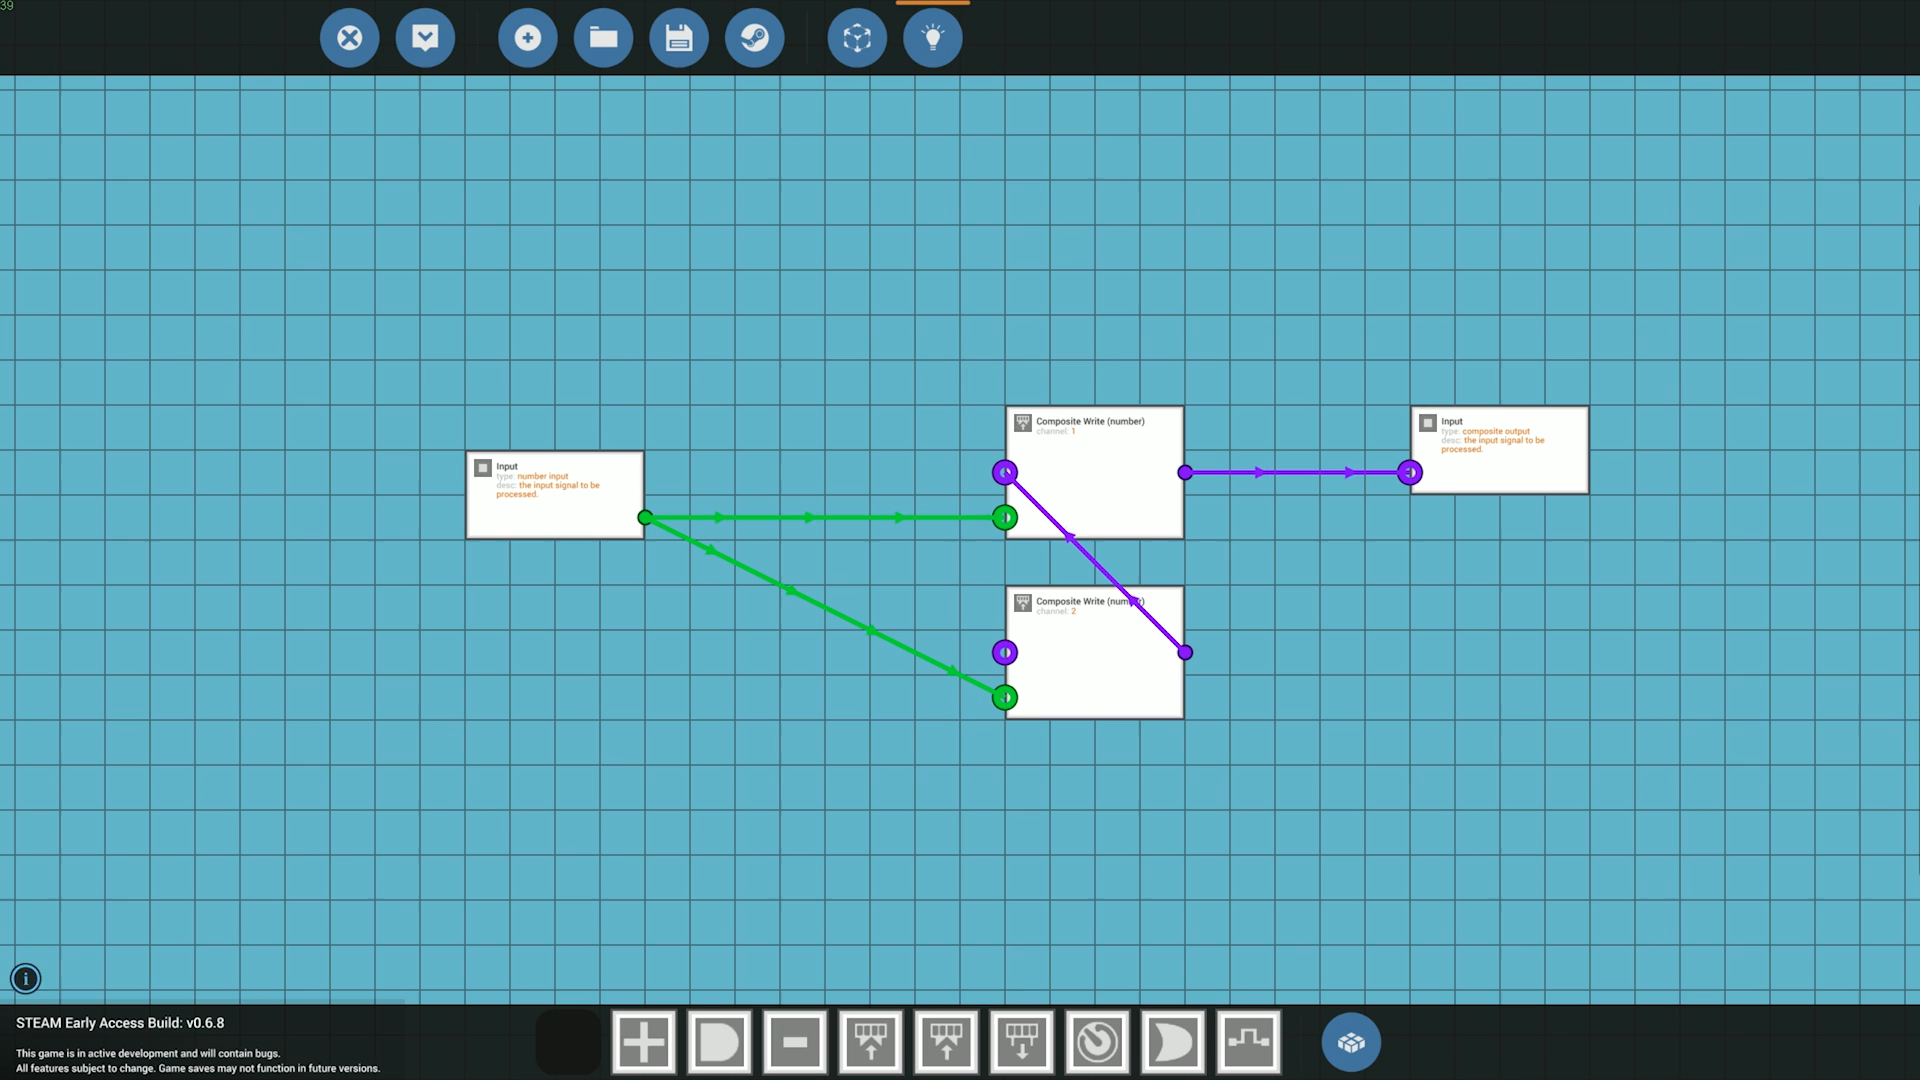 39
Composite Write (number)
channel: 1
Input
type: composite output
desc: the input signal to be
processed.
Input
type: number input
desc: the input signal to be
processed.
Composite Write (number)
channel: 2
STEAM Early Access Build: v0.6.8
This game is in active development and will contain bugs.
All features subject to change. Game saves may not function in future versions.